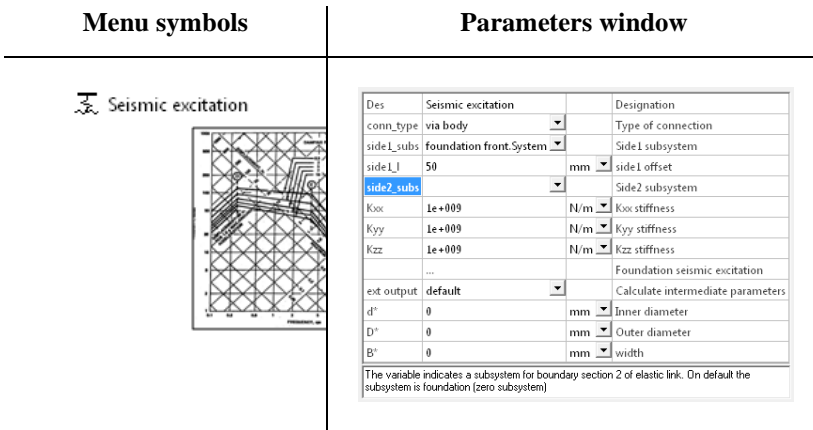 Menu symbols
Parameters window
Seismic excitation
Des Seismic excitation Designation
conn_type via body Type of connection
side1_subs foundation front.System Side1 subsystem
side1_l 50 mm side1 offset
side2_subs Side2 subsystem
Kxx 1e+009 N/m Kxx stiffness
Kyy 1e+009 N/m Kyy stiffness
Kzz 1e+009 N/m Kzz stiffness
... Foundation seismic excitation
ext output default Calculate intermediate parameters
d* 0 mm Inner diameter
D* 0 mm Outer diameter
B* 0 mm width
The variable indicates a subsystem for boundary section 2 of elastic link. On default the
subsystem is foundation (zero subsystem)